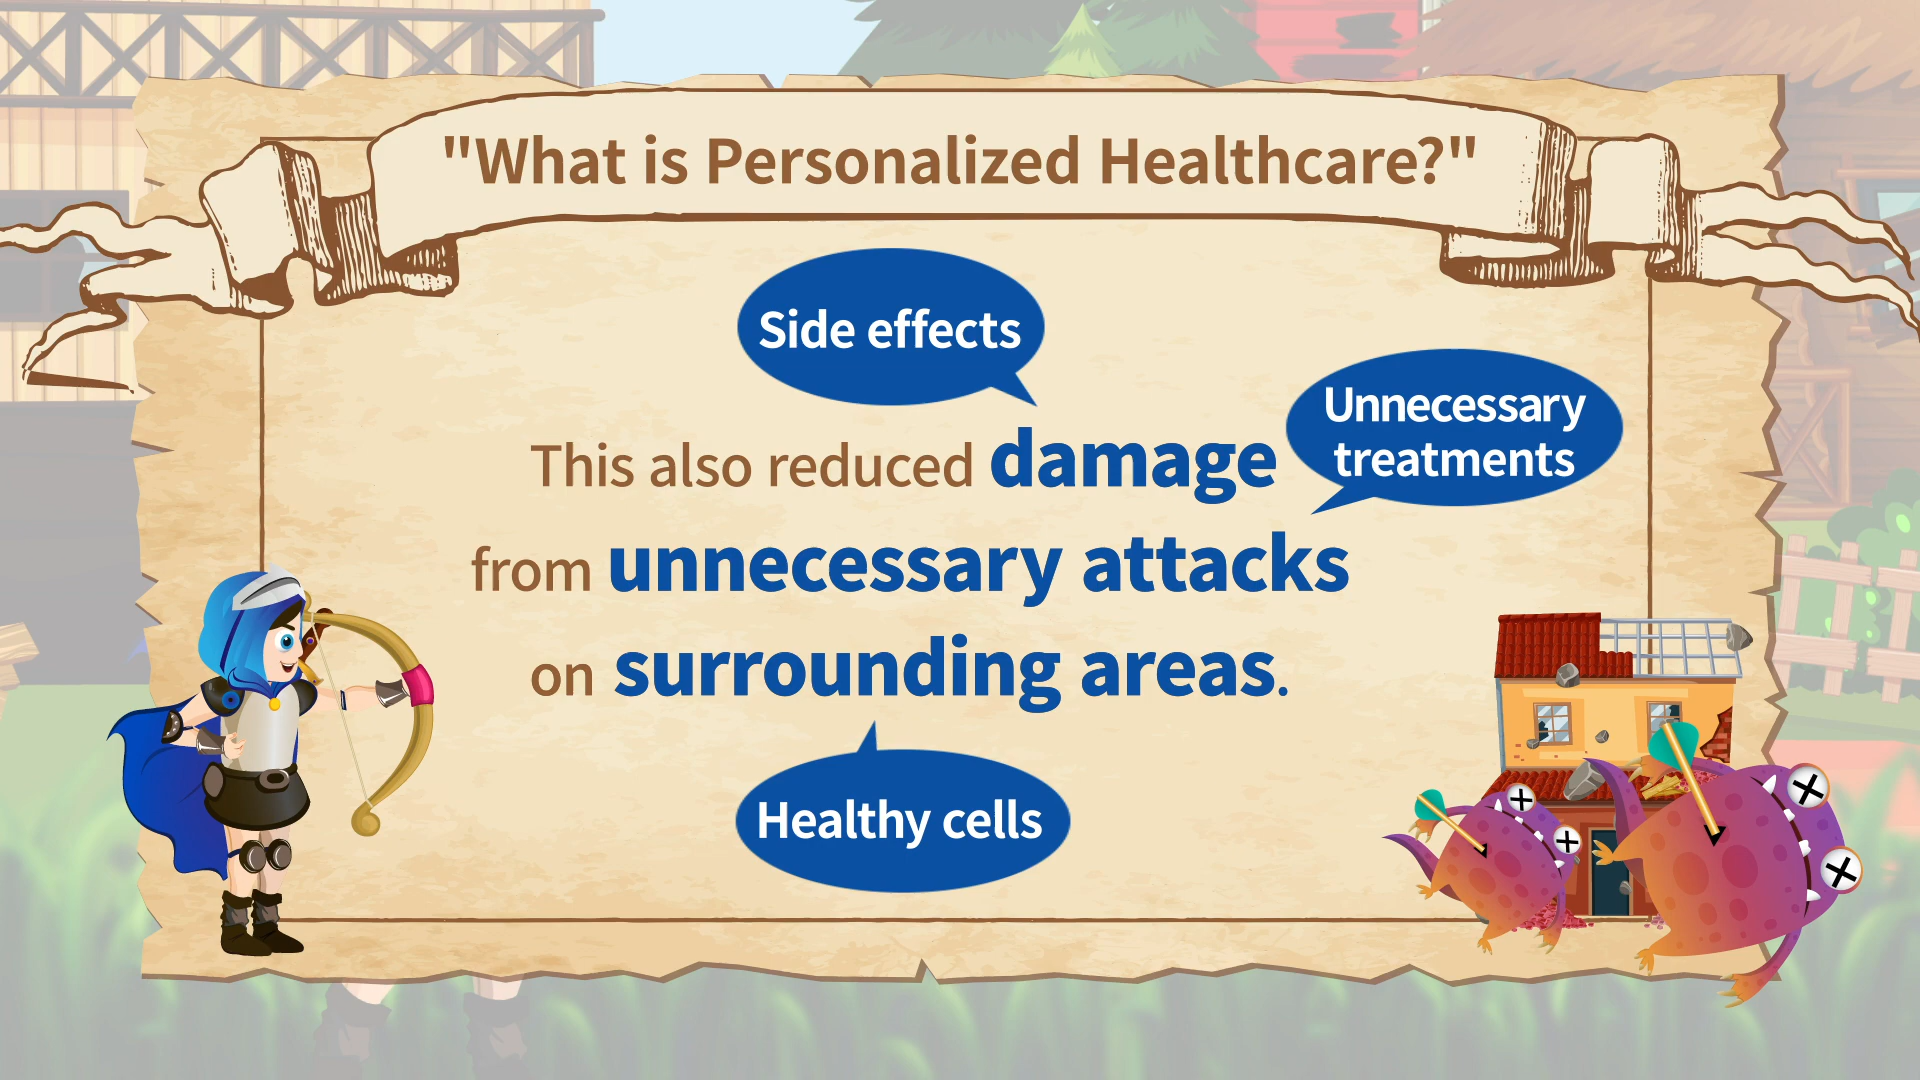 "What is Personalized Healthcare?"
Side effects
Unnecessary
treatments
This also reduced damage
from unnecessary attacks
on surrounding areas.
Healthy cells